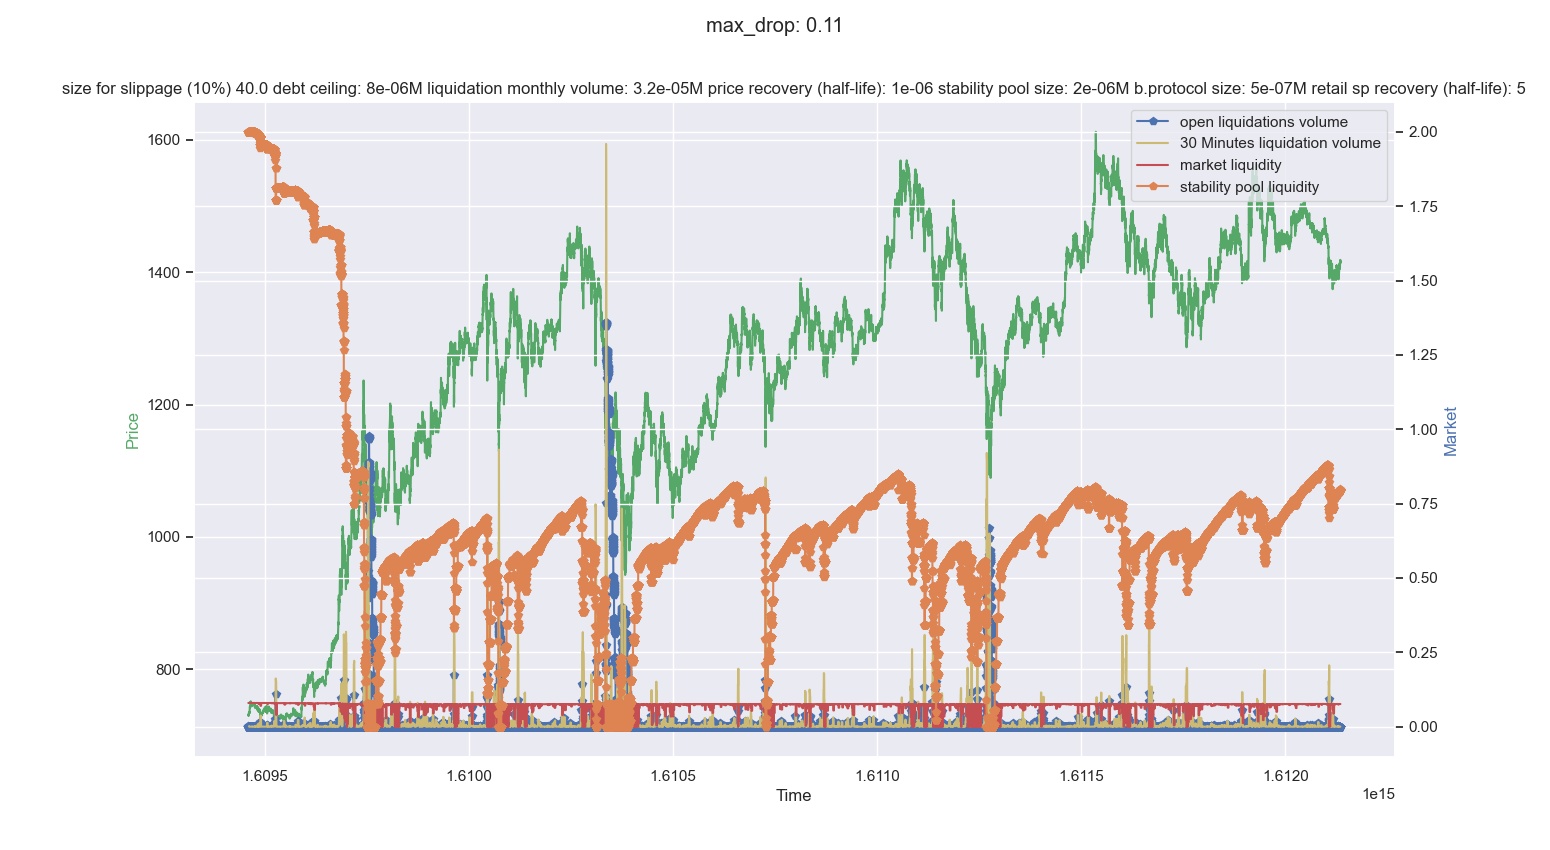 max_drop: 0.11
size for slippage (10%) 40.0 debt ceiling: 8e-06M liquidation monthly volume: 3.2e-05M price recovery (half-life): 1e-06 stability pool size: 2e-06M b.protocol size: 5e-07M retail sp recovery (half-life): 5
open liquidations volume
30 Minutes liquidation volume
market liquidity
stability pool liquidity
1600
1400
1200
1000
800
Price
2.00
1.75
1.50
1.25
1.00
0.75
0.50
0.25
0.00
Market
1.6095 1.6100 1.6105 1.6110 1.6115 1.6120
1e15
Time